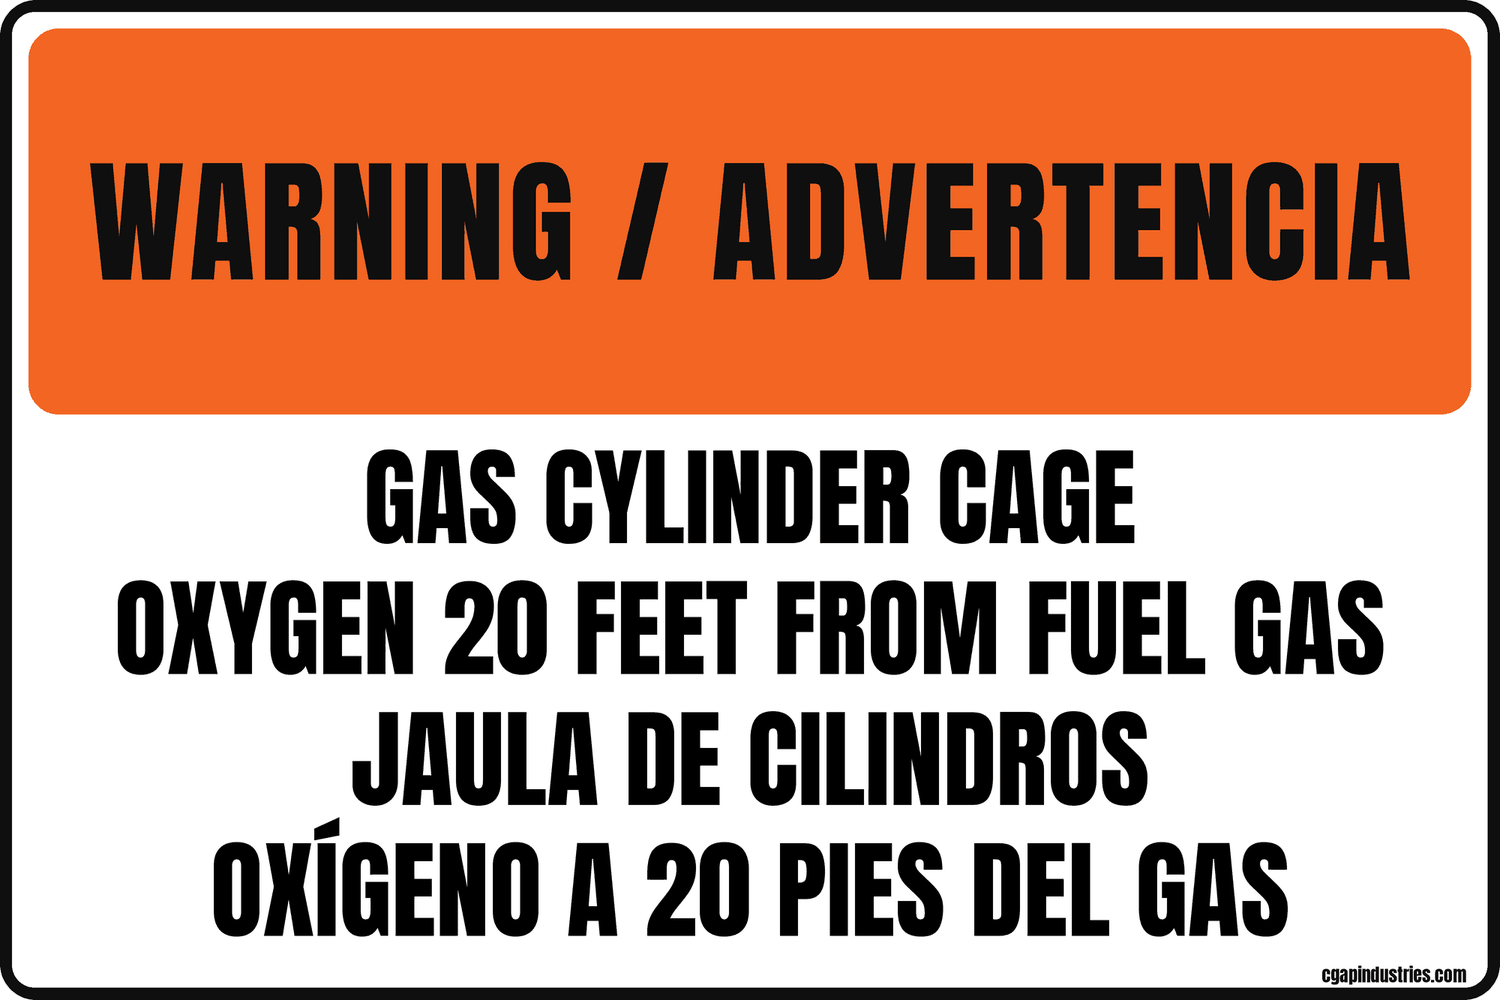 WARNING / ADVERTENCIA
GAS CYLINDER CAGE
OXYGEN 20 FEET FROM FUEL GAS
JAULA DE CILINDROS
OXÍGENO A 20 PIES DEL GAS
cgapindustries.com